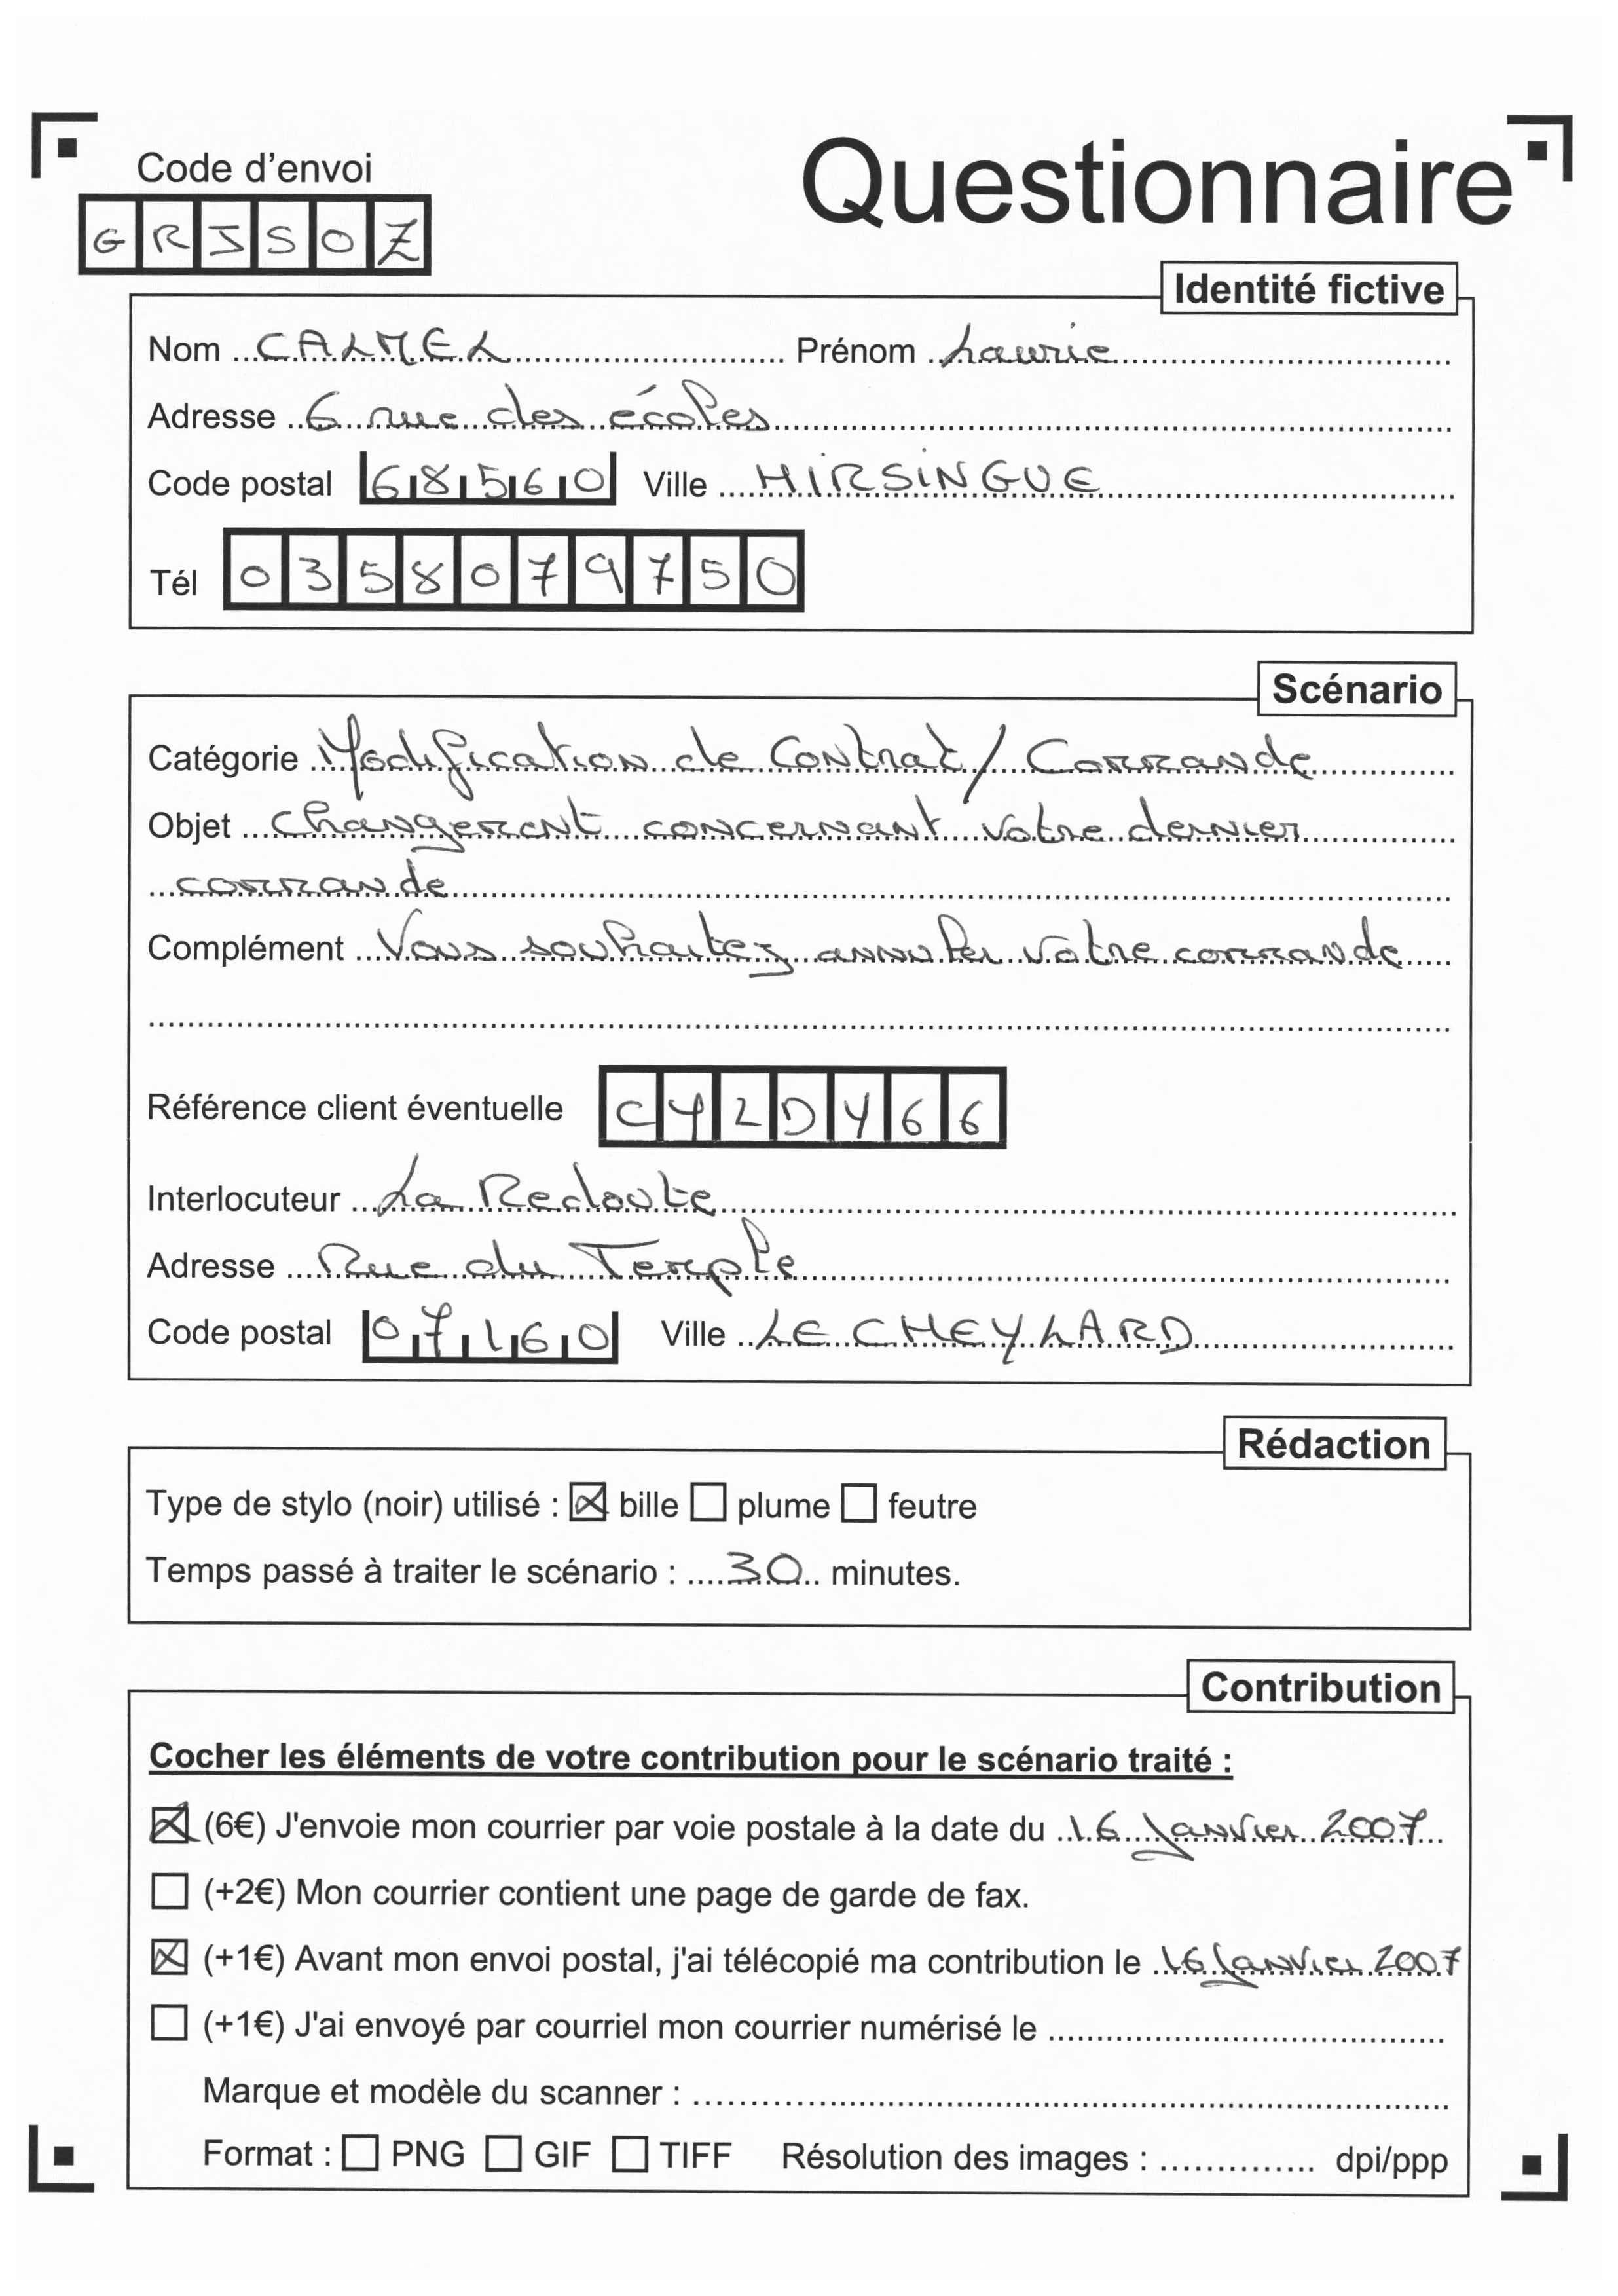 Code d'envoi
Questionnaire
GRISOZ
Identité fictive
Nom CALMEL Prénom Laurie
Adresse 6 rue des écoles
Code postal 68560 Ville HIRSINGUE
Tél 0358079750
Scénario
Catégorie Modification de Contrat / Commande
Objet Changement concernant votre dernier
commande
Complément Vous souhaitez annuler votre commande
Référence client éventuelle CYLDY66
Interlocuteur La Redoute
Adresse Rue du Temple
Code postal 07160 Ville LE CHEYLARD
Rédaction
Type de stylo (noir) utilisé : bille plume feutre
Temps passé à traiter le scénario : 30 minutes.
Contribution
Cocher les éléments de votre contribution pour le scénario traité :
(6€) J'envoie mon courrier par voie postale à la date du 16 Janvier 2007
(+2€) Mon courrier contient une page de garde de fax.
(+1€) Avant mon envoi postal, j'ai télécopié ma contribution le 16 Janvier 2007
(+1€) J'ai envoyé par courriel mon courrier numérisé le
Marque et modèle du scanner :
Format : PNG GIF TIFF Résolution des images : dpi/ppp